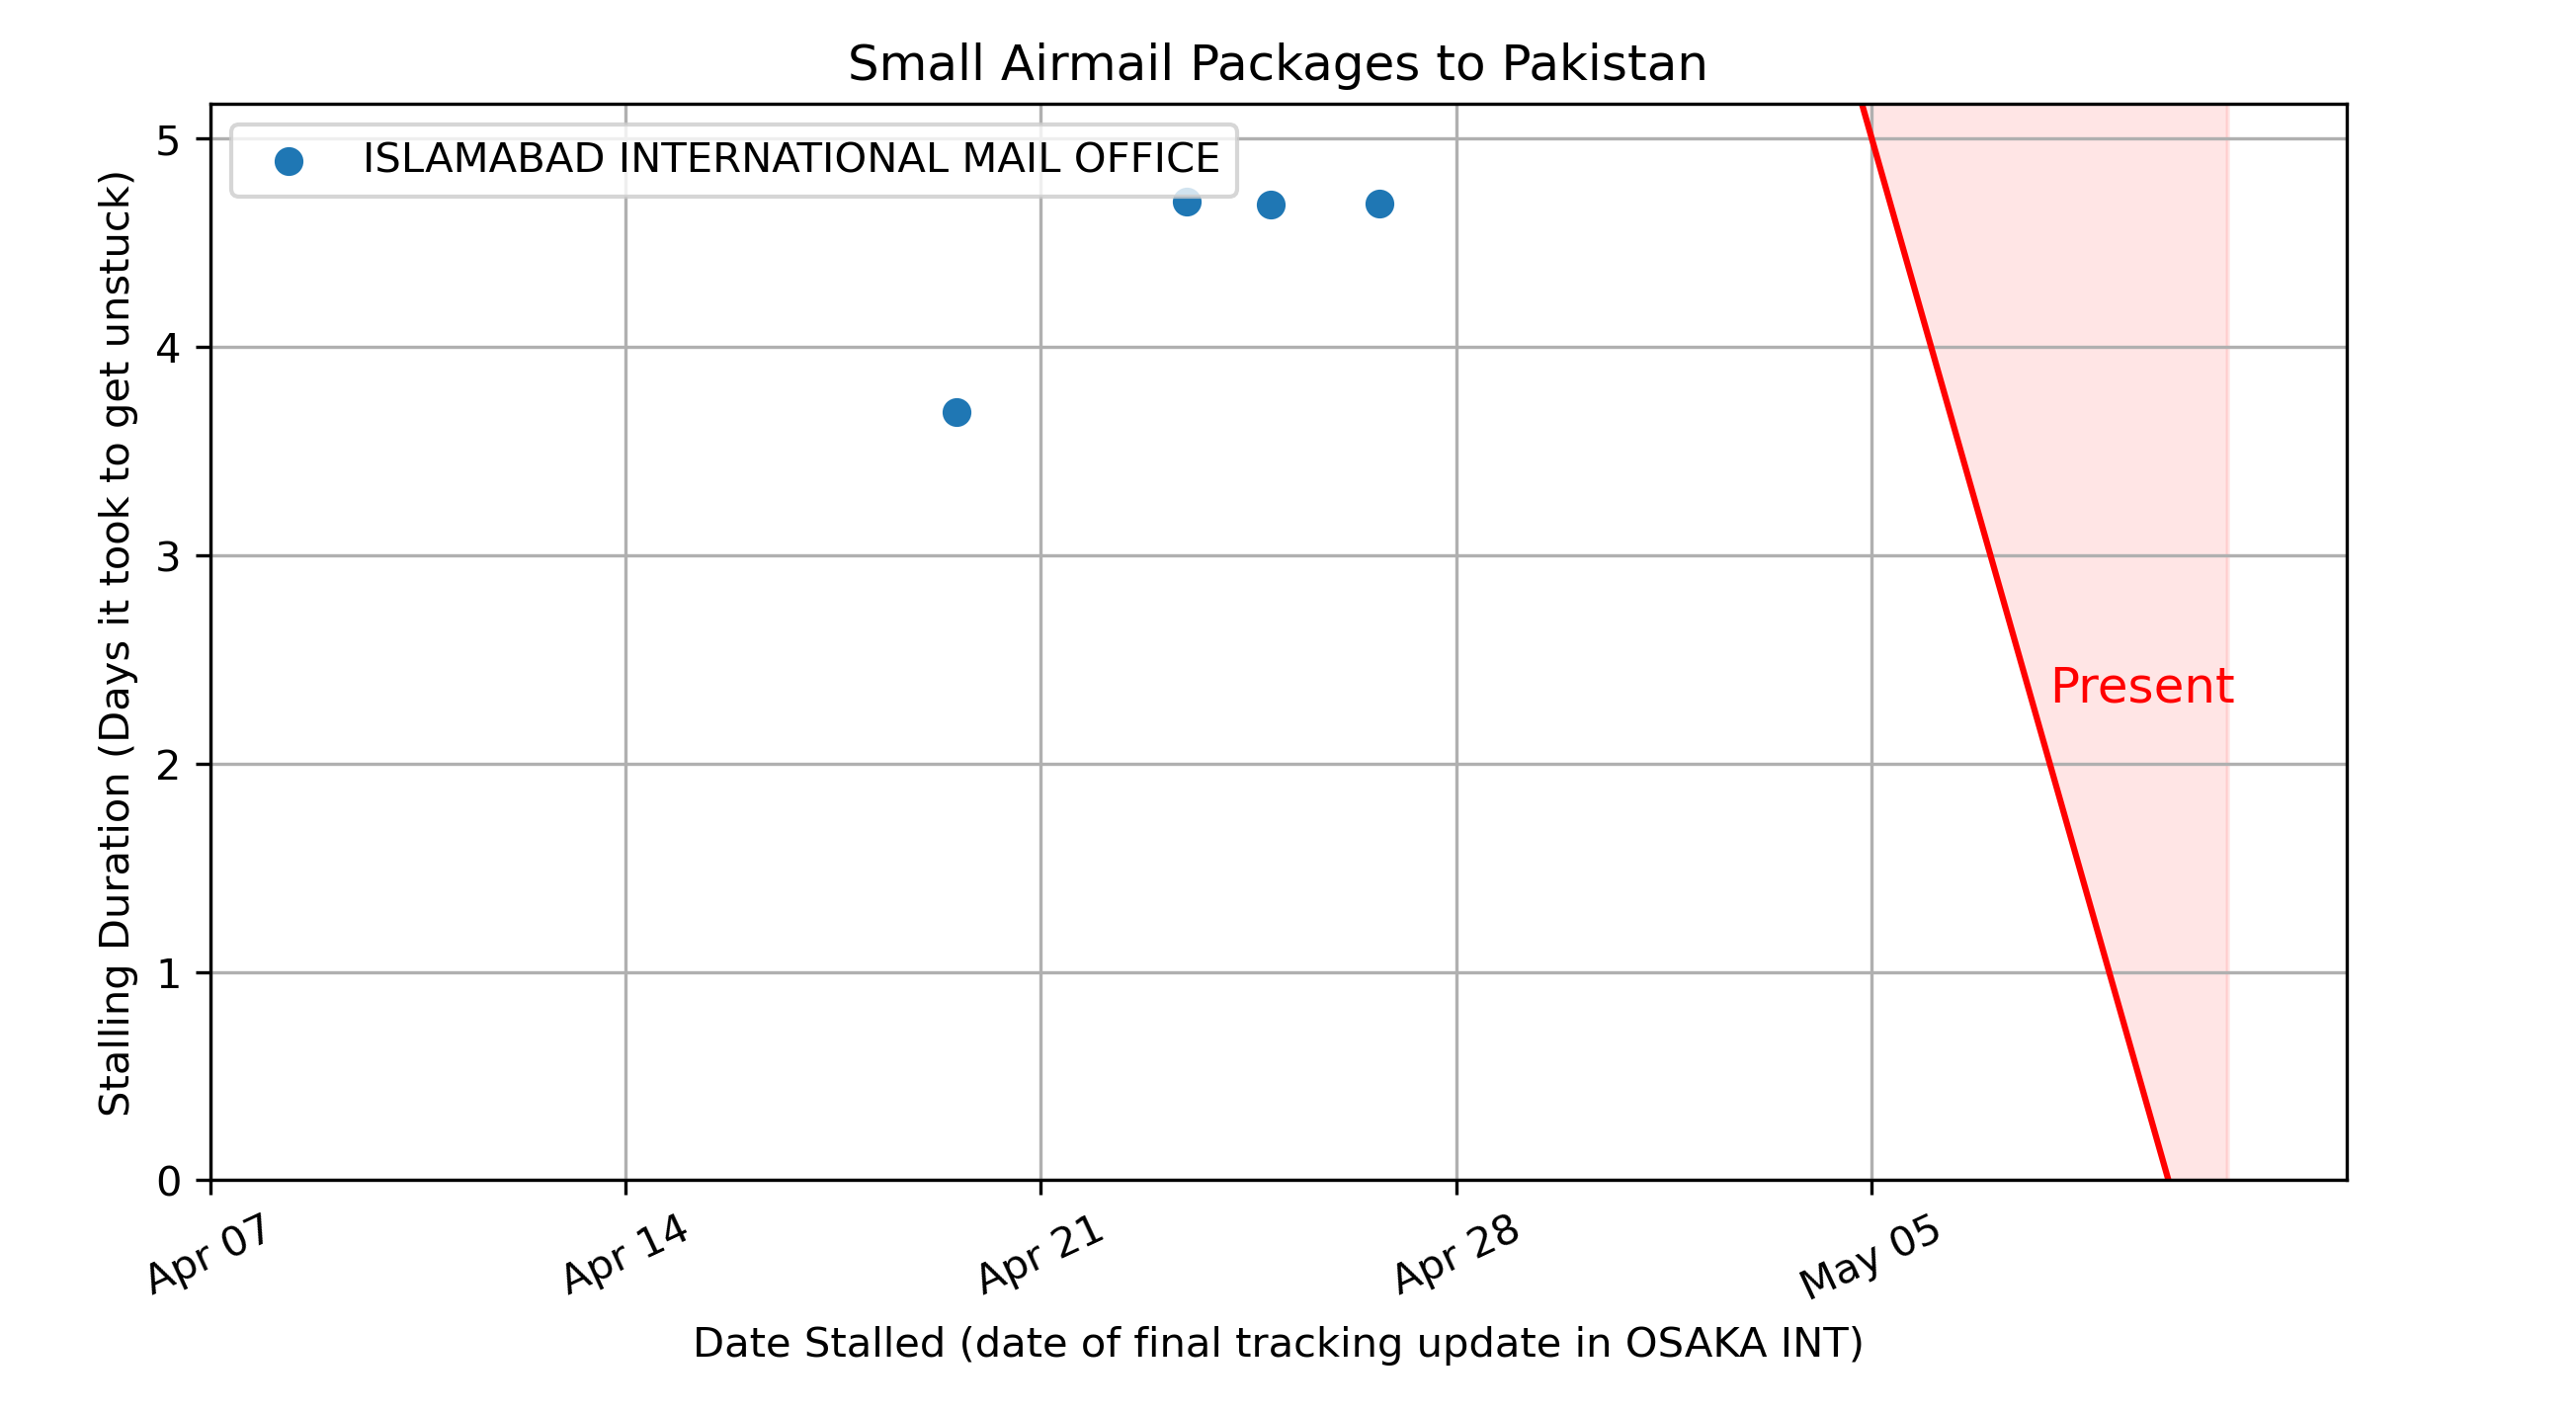 Small Airmail Packages to Pakistan
ISLAMABAD INTERNATIONAL MAIL OFFICE
Stalling Duration (Days it took to get unstuck)
5
4
3
2
1
0
Present
Apr 07
Apr 14
Apr 21
Apr 28
May 05
Date Stalled (date of final tracking update in OSAKA INT)